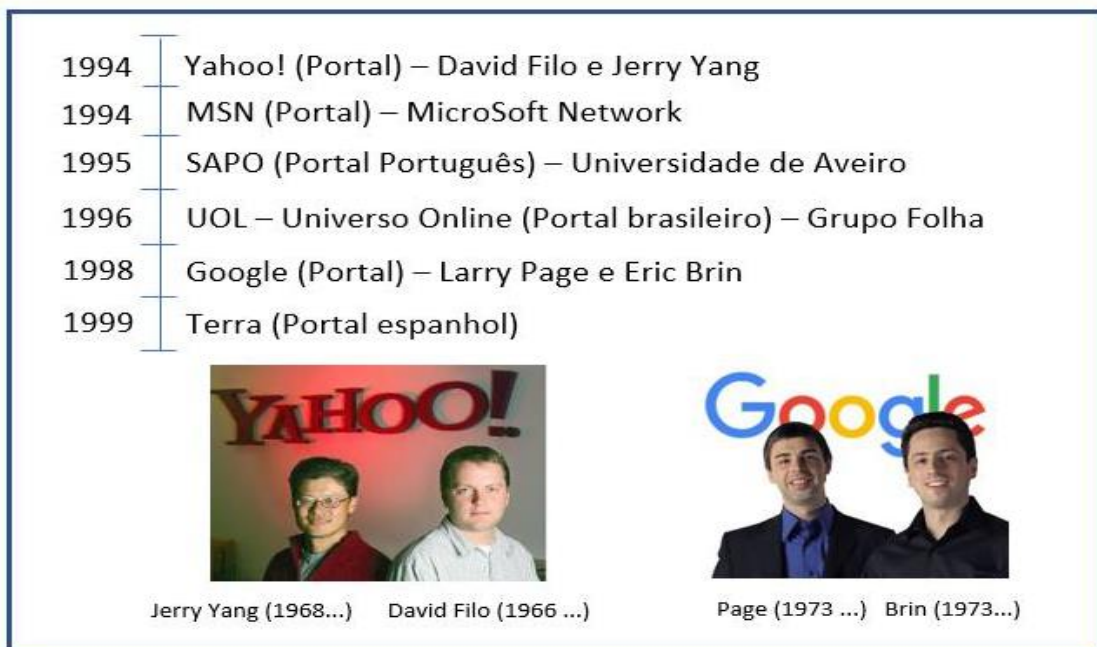 1994 Yahoo! (Portal) – David Filo e Jerry Yang
1994 MSN (Portal) – MicroSoft Network
1995 SAPO (Portal Português) – Universidade de Aveiro
1996 UOL – Universo Online (Portal brasileiro) – Grupo Folha
1998 Google (Portal) – Larry Page e Eric Brin
1999 Terra (Portal espanhol)
YAHOO! Google
Jerry Yang (1968...) David Filo (1966 ...) Page (1973 ...) Brin (1973...)